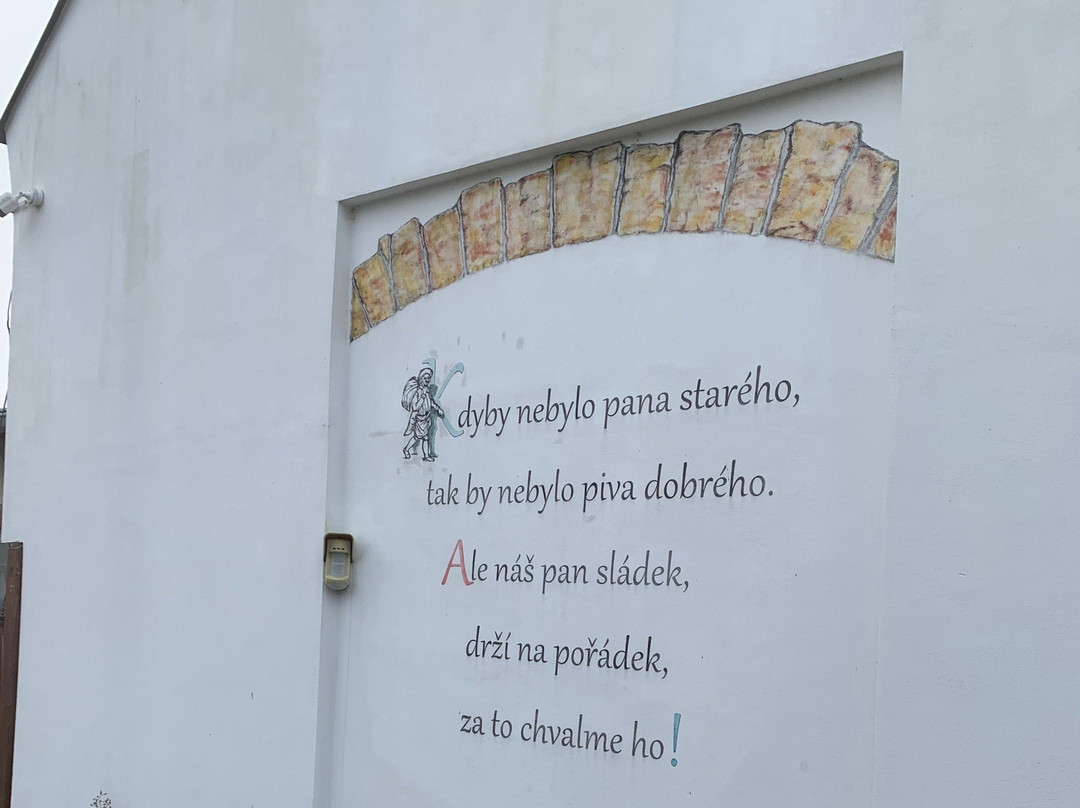 Kdyby nebylo pana starého,
tak by nebylo piva dobrého.
Ale náš pan sládek,
drží na pořádek,
za to chvalme ho!